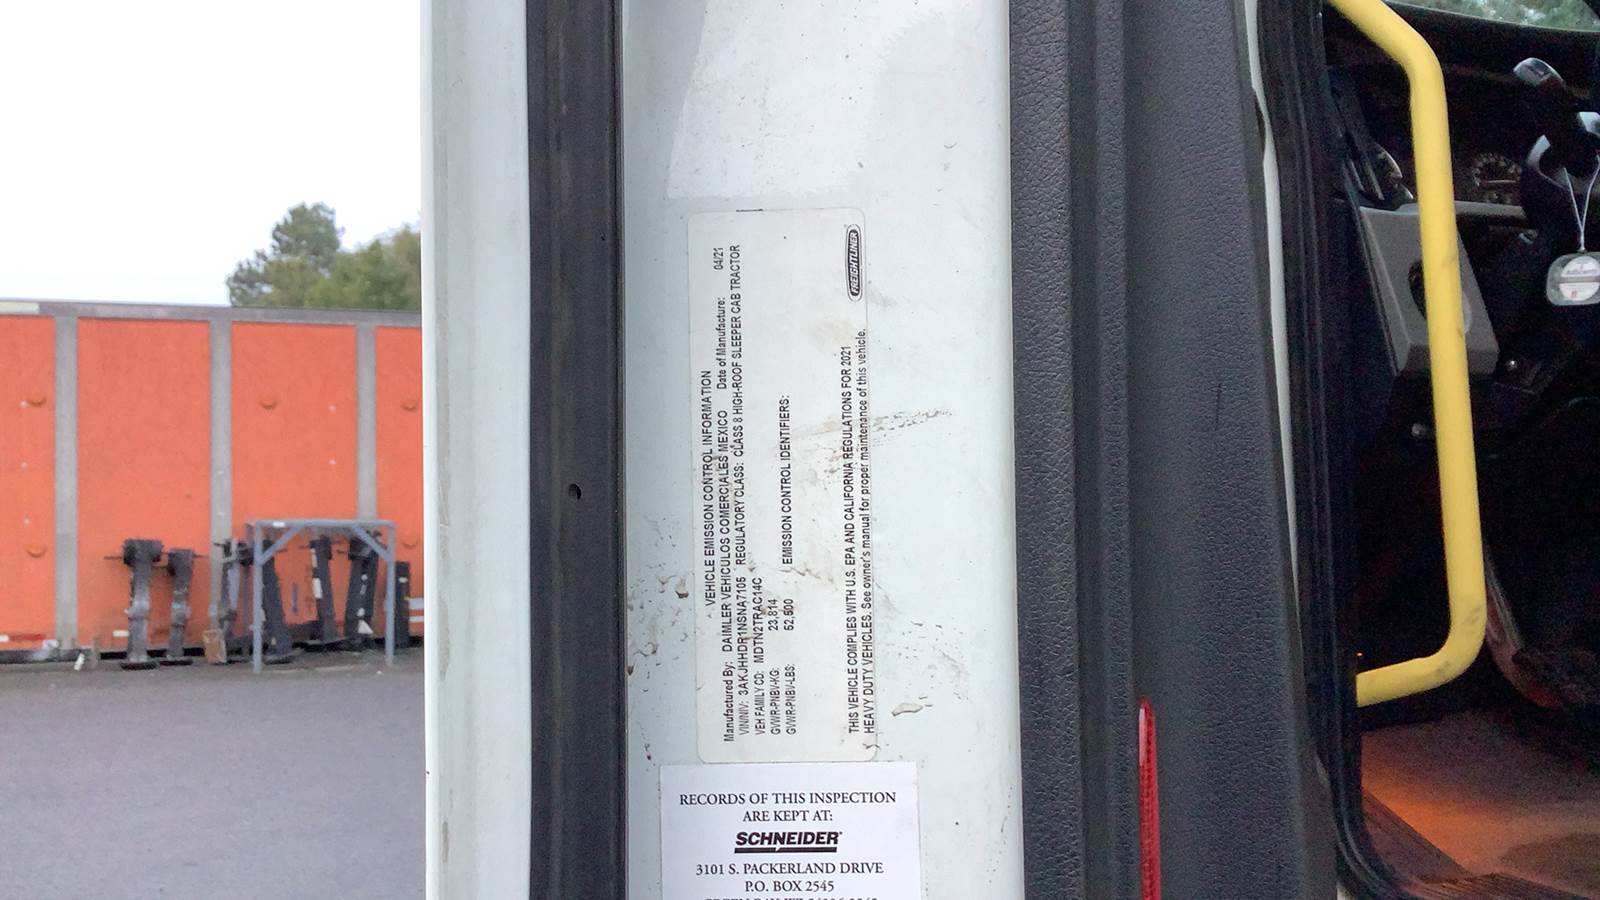 VEHICLE EMISSION CONTROL INFORMATION
Manufactured By: DAIMLER VEHICULOS COMERCIALES MEXICO Date of Manufacture: 04/21
VIN/NIV: 3AKJHHDR1NSNA7105 REGULATORY CLASS: CLASS 8 HIGH-ROOF SLEEPER CAB TRACTOR
VEH FAMILY CD: MDTN2TRAC14C
GVWR-PNBV-KG: 23,814
GVWR-PNBV-LBS: 52,500 EMISSION CONTROL IDENTIFIERS:
THIS VEHICLE COMPLIES WITH U.S. EPA AND CALIFORNIA REGULATIONS FOR 2021
HEAVY DUTY VEHICLES. See owner's manual for proper maintenance of this vehicle.
FREIGHTLINER
RECORDS OF THIS INSPECTION
ARE KEPT AT:
SCHNEIDER
3101 S. PACKERLAND DRIVE
P.O. BOX 2545